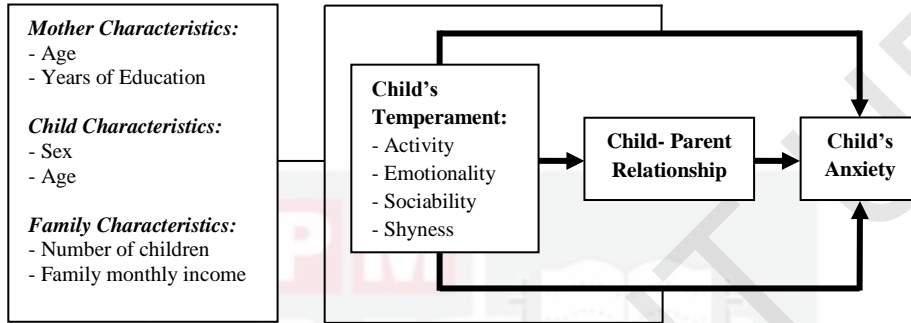 Mother Characteristics:
- Age
- Years of Education
Child Characteristics:
- Sex
- Age
Family Characteristics:
- Number of children
- Family monthly income
Child's
Temperament:
- Activity
- Emotionality
- Sociability
- Shyness
Child- Parent
Relationship
Child's
Anxiety